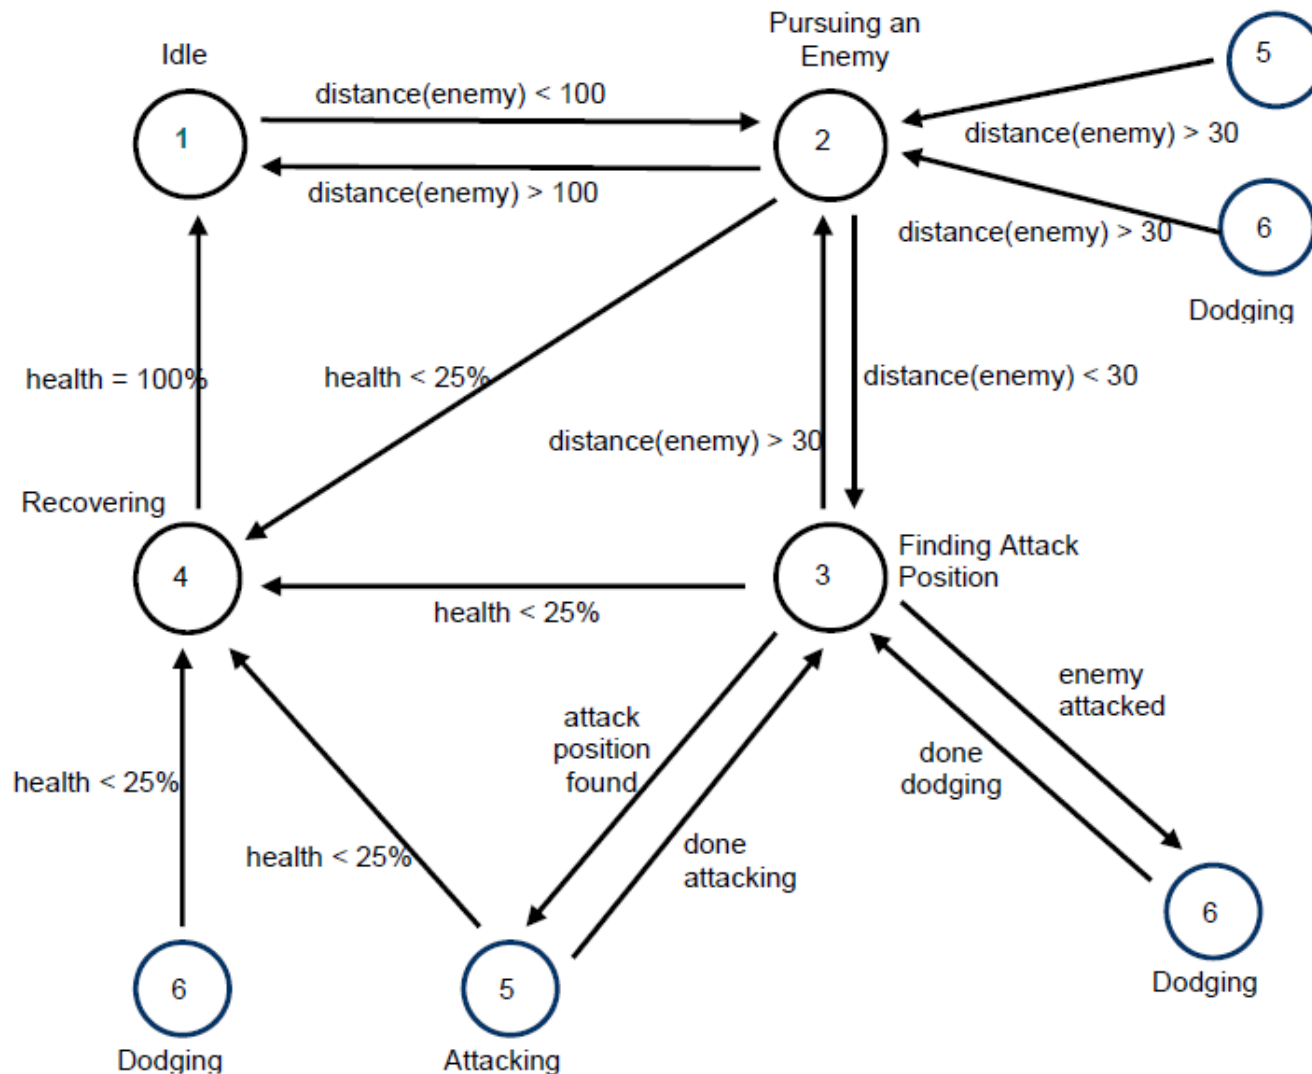 Pursuing an
Enemy
Idle
5
distance(enemy) < 100
1
2
distance(enemy) > 30
distance(enemy) > 100
distance(enemy) > 30
6
Dodging
health = 100%
health < 25%
distance(enemy) < 30
distance(enemy) > 30
Recovering
Finding Attack
Position
4
3
health < 25%
enemy
attacked
attack
position
found
done
dodging
health < 25%
health < 25%
done
attacking
6
5
6
Dodging
Attacking
Dodging